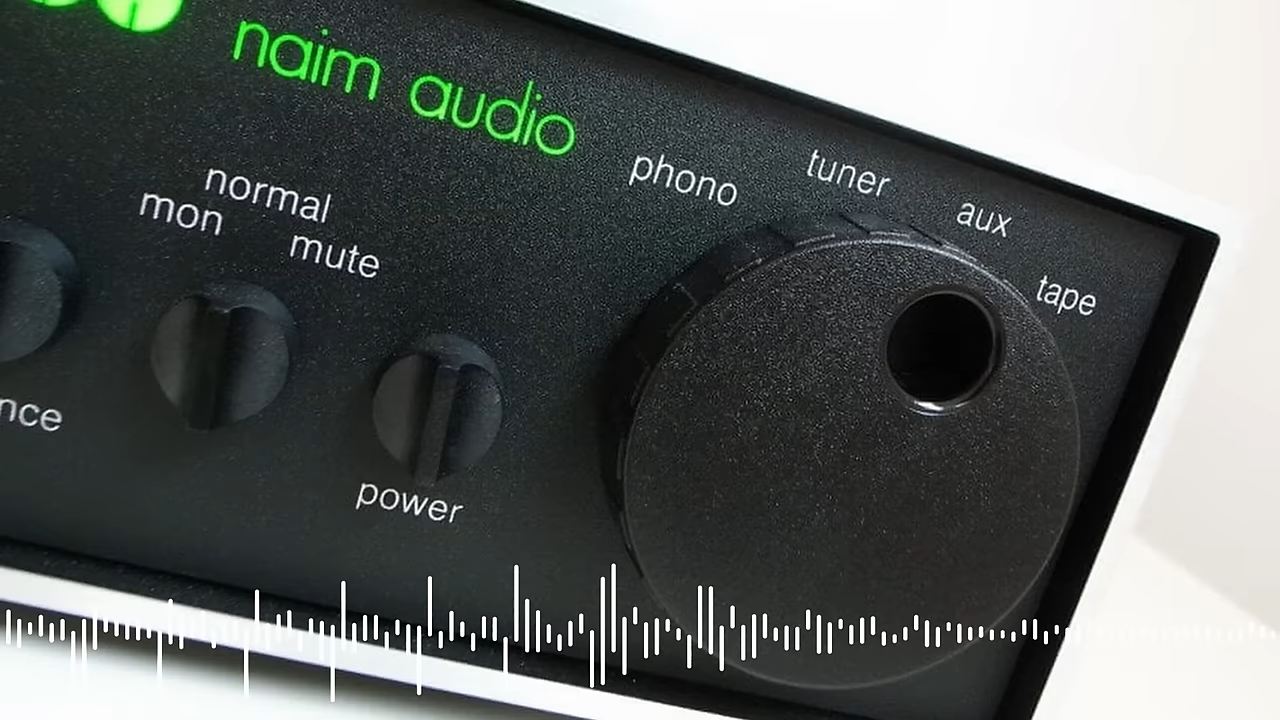 naim audio
phono
tuner
aux
tape
normal
mon
mute
nce
power